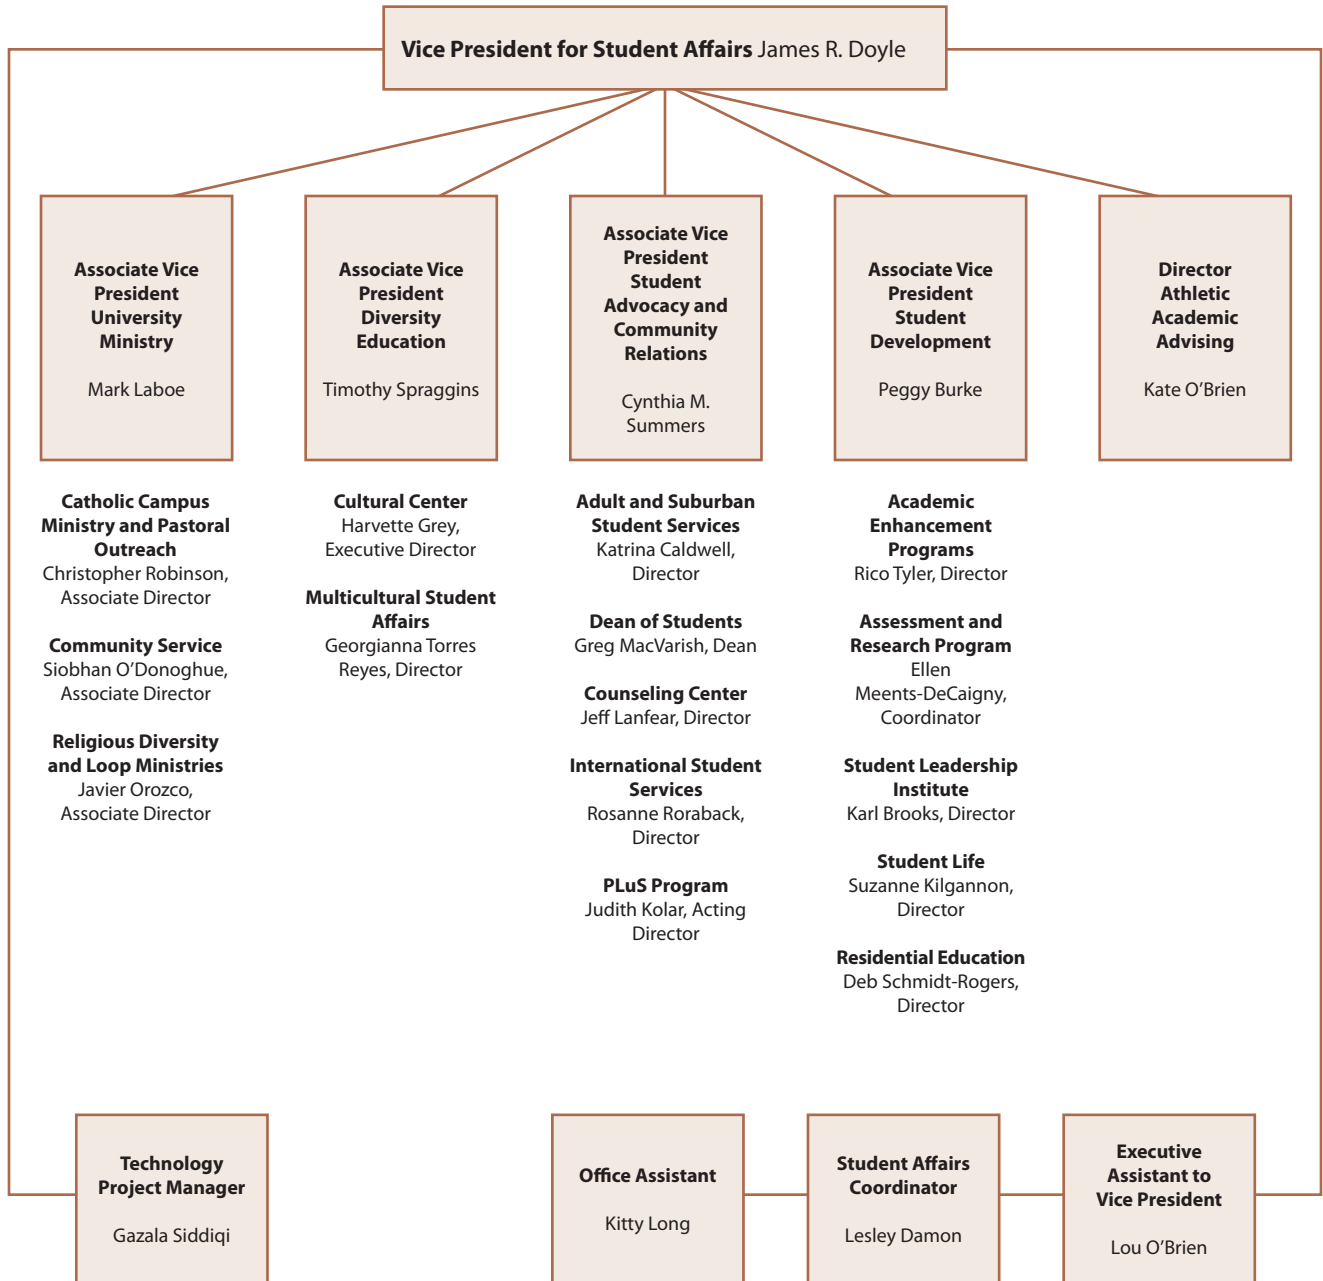 Vice President for Student Affairs James R. Doyle
Associate Vice
President
University
Ministry
Mark Laboe
Associate Vice
President
Diversity
Education
Timothy Spraggins
Associate Vice
President
Student
Advocacy and
Community
Relations
Cynthia M.
Summers
Associate Vice
President
Student
Development
Peggy Burke
Director
Athletic
Academic
Advising
Kate O’Brien
Catholic Campus
Ministry and Pastoral
Outreach
Christopher Robinson,
Associate Director
Community Service
Siobhan O’Donoghue,
Associate Director
Religious Diversity
and Loop Ministries
Javier Orozco,
Associate Director
Cultural Center
Harvette Grey,
Executive Director
Multicultural Student
Affairs
Georgianna Torres
Reyes, Director
Adult and Suburban
Student Services
Katrina Caldwell,
Director
Dean of Students
Greg MacVarish, Dean
Counseling Center
Jeff Lanfear, Director
International Student
Services
Rosanne Roraback,
Director
PLuS Program
Judith Kolar, Acting
Director
Academic
Enhancement
Programs
Rico Tyler, Director
Assessment and
Research Program
Ellen
Meents-DeCaigny,
Coordinator
Student Leadership
Institute
Karl Brooks, Director
Student Life
Suzanne Kilgannon,
Director
Residential Education
Deb Schmidt-Rogers,
Director
Technology
Project Manager
Gazala Siddiqi
Office Assistant
Kitty Long
Student Affairs
Coordinator
Lesley Damon
Executive
Assistant to
Vice President
Lou O’Brien